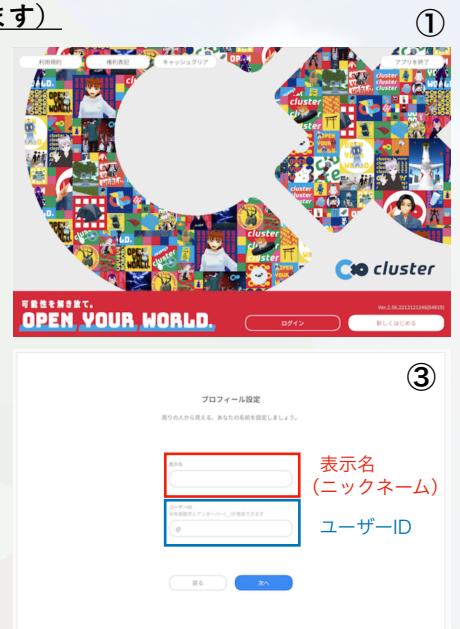 ます）
①
利用規約
権利表記
キャッシュクリア
アプリを終了
cluster
可能性を解き放て。
OPEN YOUR WORLD.
ログイン
新しくはじめる
③
プロフィール設定
周りの人から見える、あなたの名前を設定しましょう。
表示名
表示名
（ニックネーム）
ユーザーID
@
ユーザーID
戻る
次へ